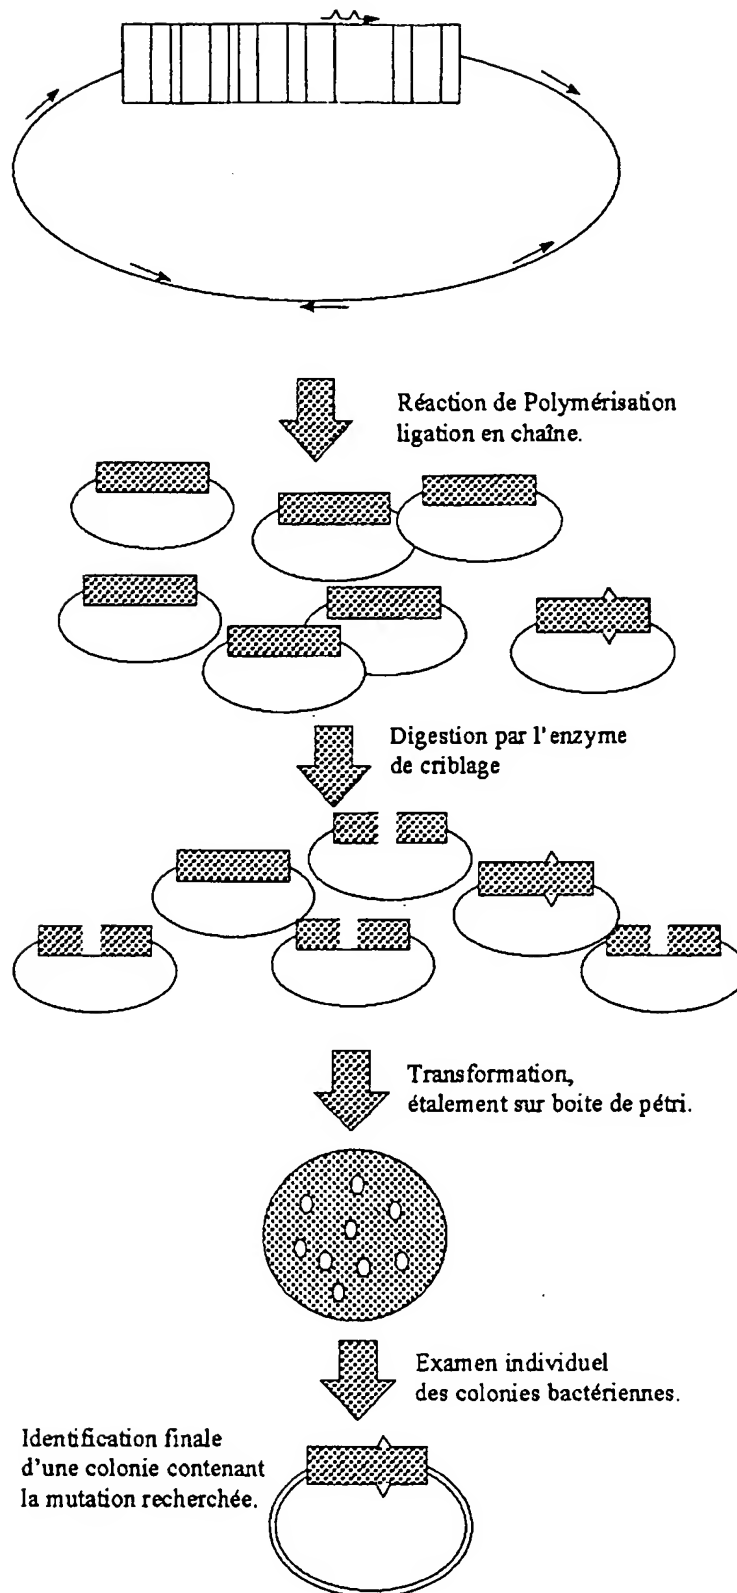 Réaction de Polymérisation
ligation en chaîne.
Digestion par l'enzyme
de criblage
Transformation,
étalement sur boite de pétri.
Examen individuel
des colonies bactériennes.
Identification finale
d'une colonie contenant
la mutation recherchée.